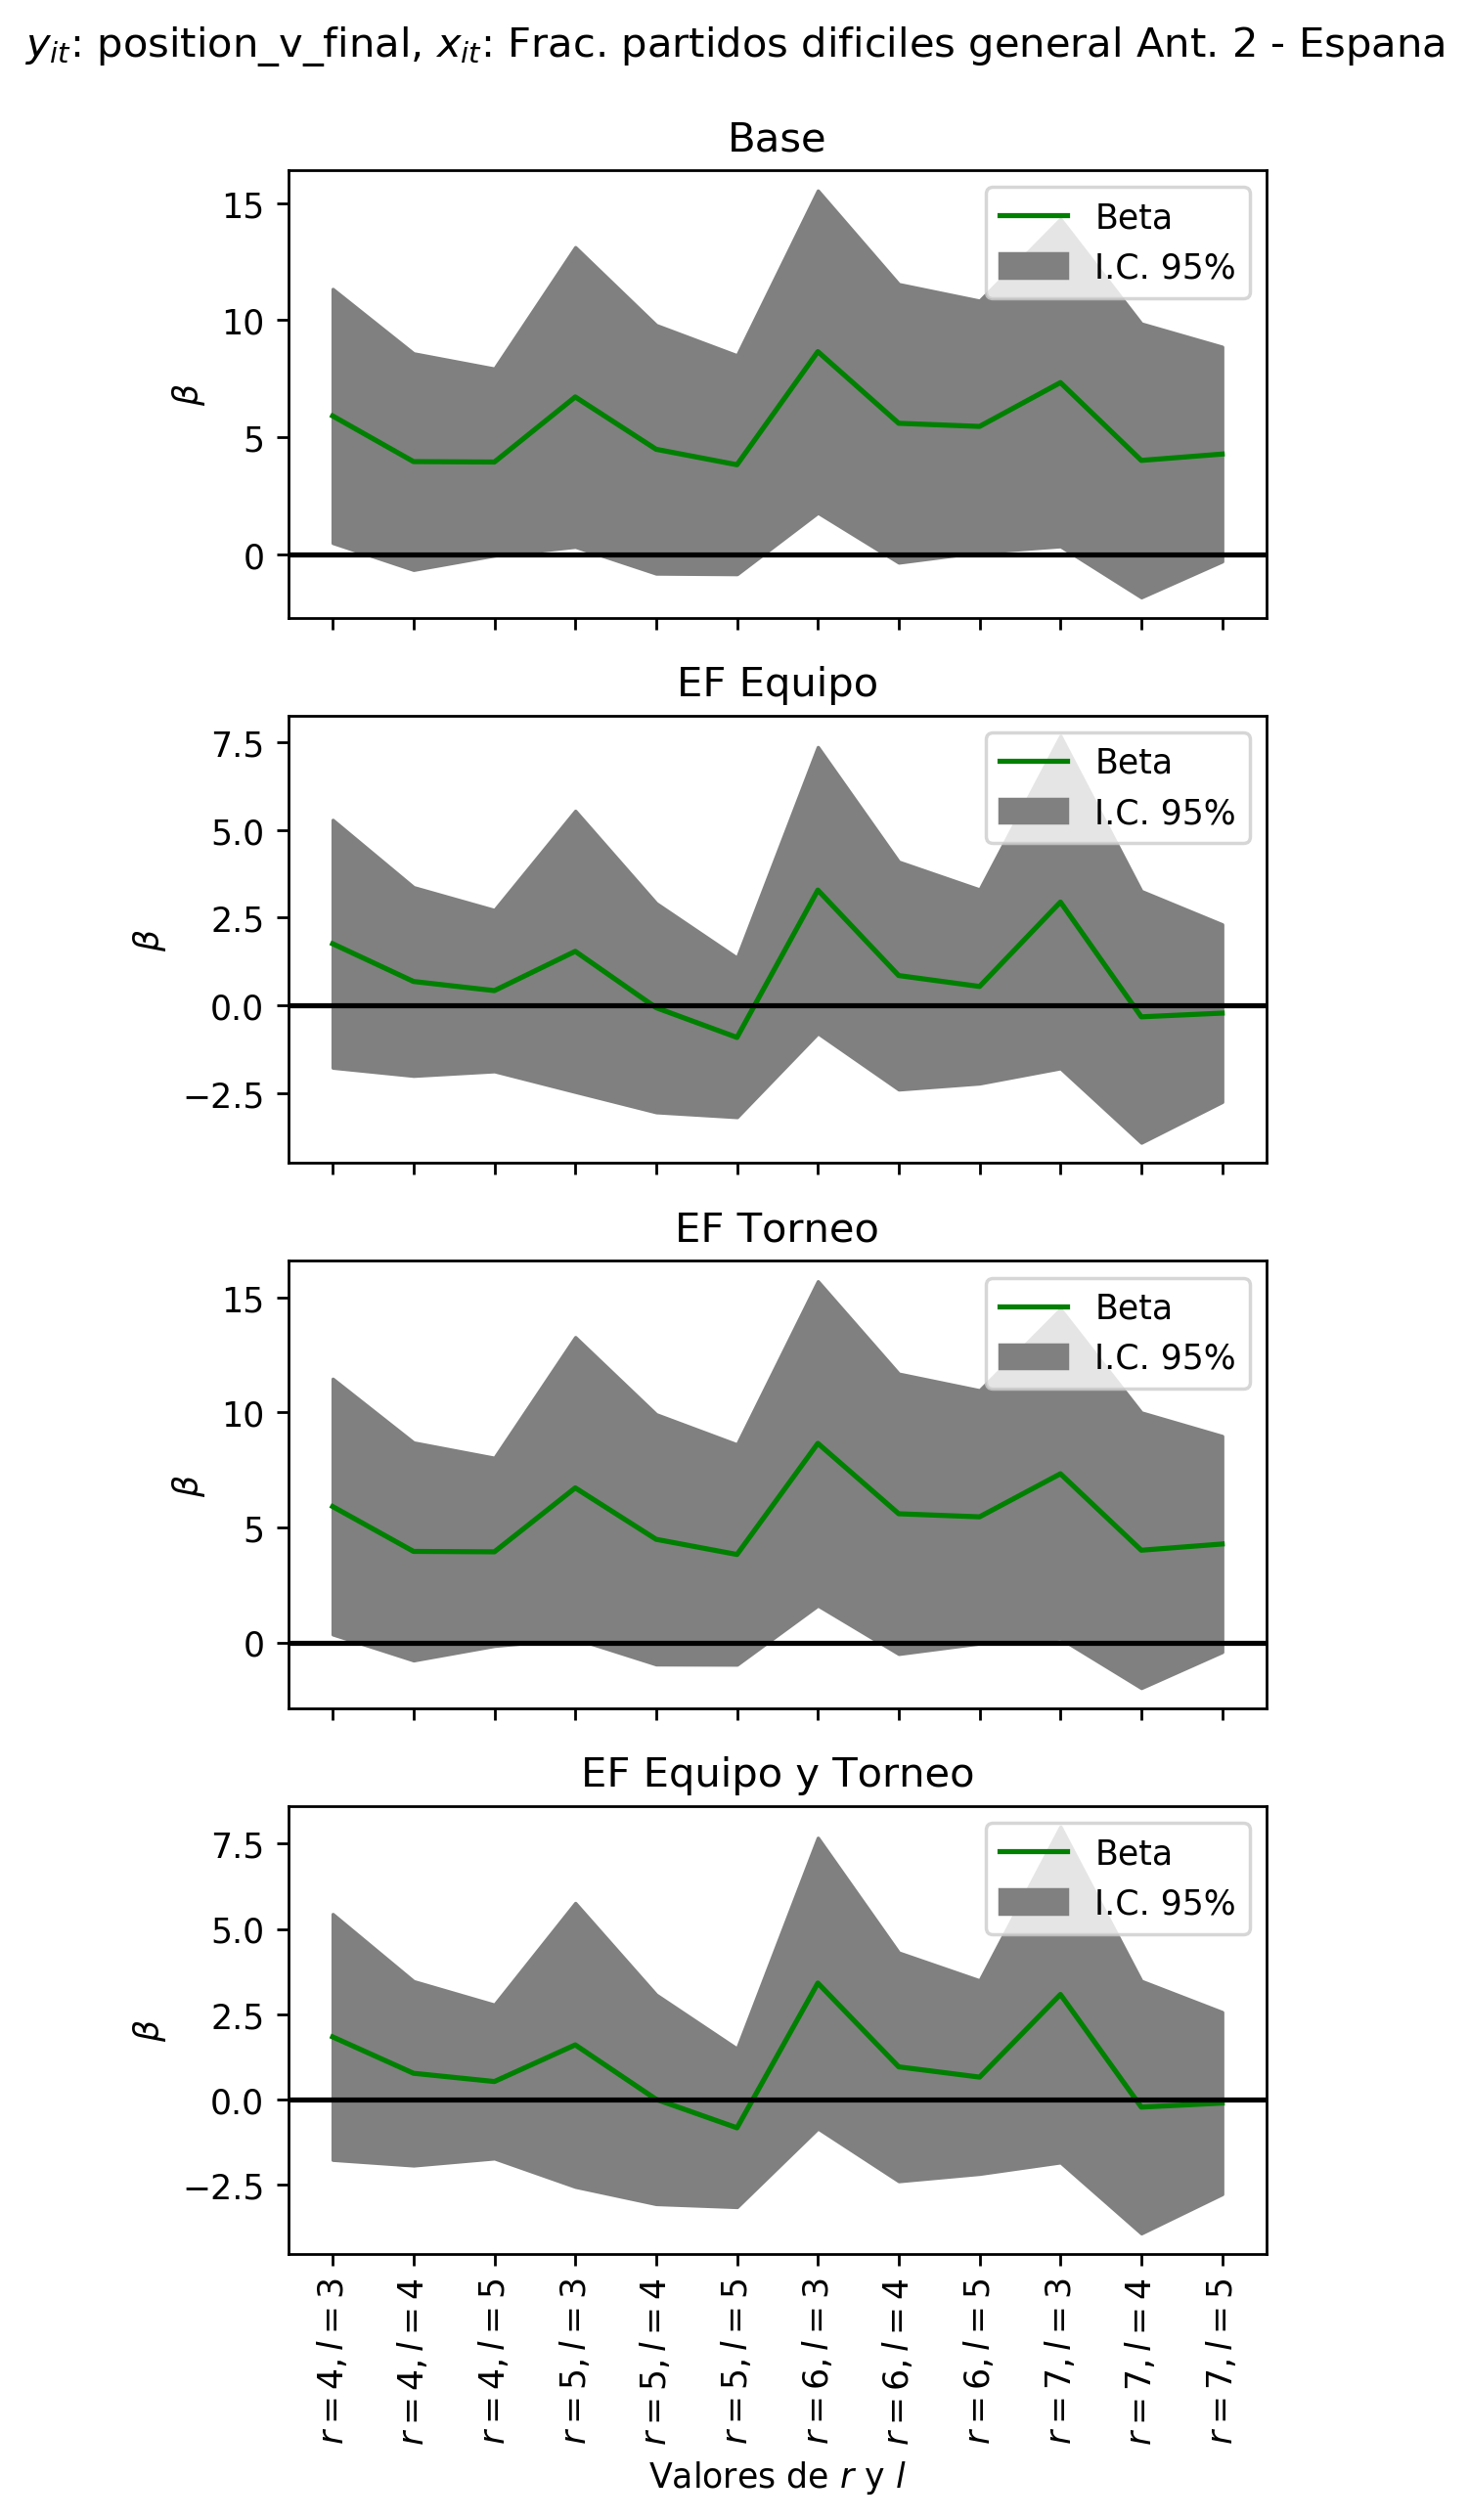 y_it: position_v_final, x_it: Frac. partidos dificiles general Ant. 2 - Espana
Base
15
10
5
0
β
Beta
I.C. 95%
EF Equipo
7.5
5.0
2.5
0.0
−2.5
β
Beta
I.C. 95%
EF Torneo
15
10
5
0
β
Beta
I.C. 95%
EF Equipo y Torneo
7.5
5.0
2.5
0.0
−2.5
β
Beta
I.C. 95%
r = 4, l = 3
r = 4, l = 4
r = 4, l = 5
r = 5, l = 3
r = 5, l = 4
r = 5, l = 5
r = 6, l = 3
r = 6, l = 4
r = 6, l = 5
r = 7, l = 3
r = 7, l = 4
r = 7, l = 5
Valores de r y l